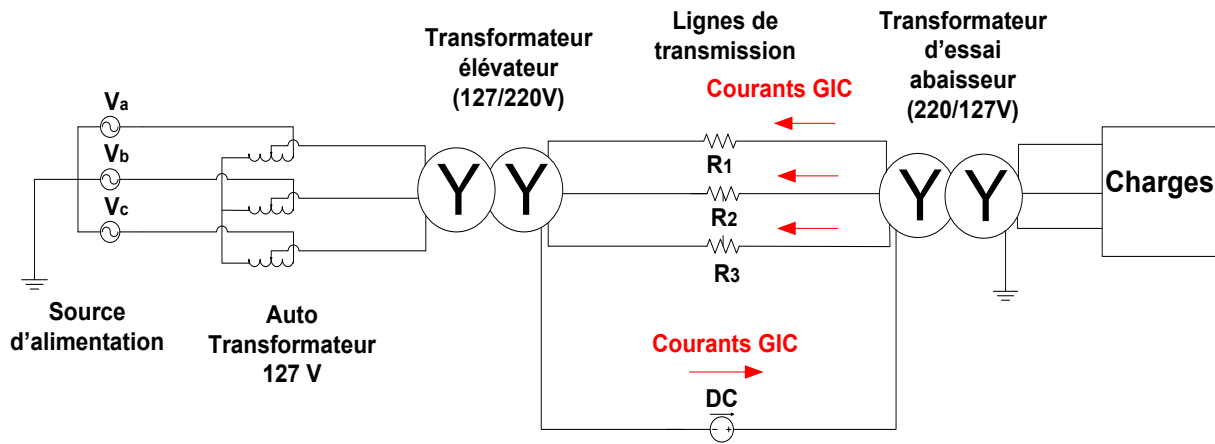 Va
Vb
Vc
Source
d'alimentation
Auto
Transformateur
127 V
Transformateur
élévateur
(127/220V)
Y Y
Lignes de
transmission
Courants GIC
R1
R2
R3
Courants GIC
DC
- +
Transformateur
d'essai
abaisseur
(220/127V)
Y Y
Charges